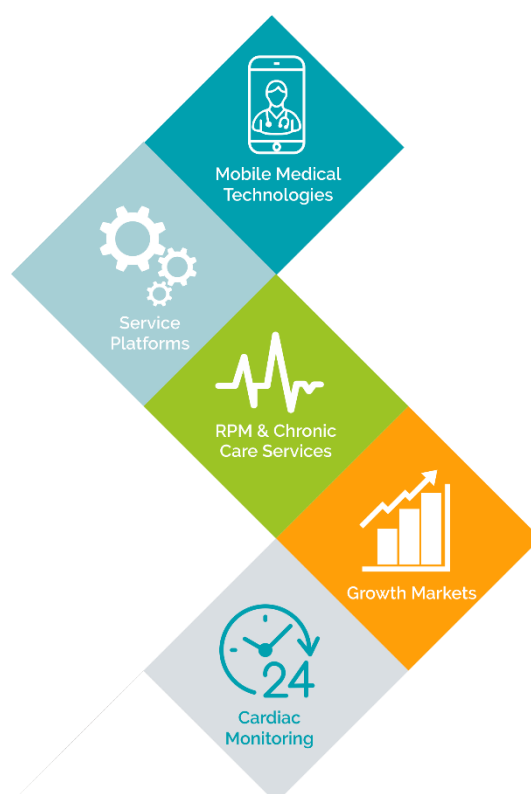 Mobile Medical
Technologies
Service
Platforms
RPM & Chronic
Care Services
Growth Markets
24
Cardiac
Monitoring